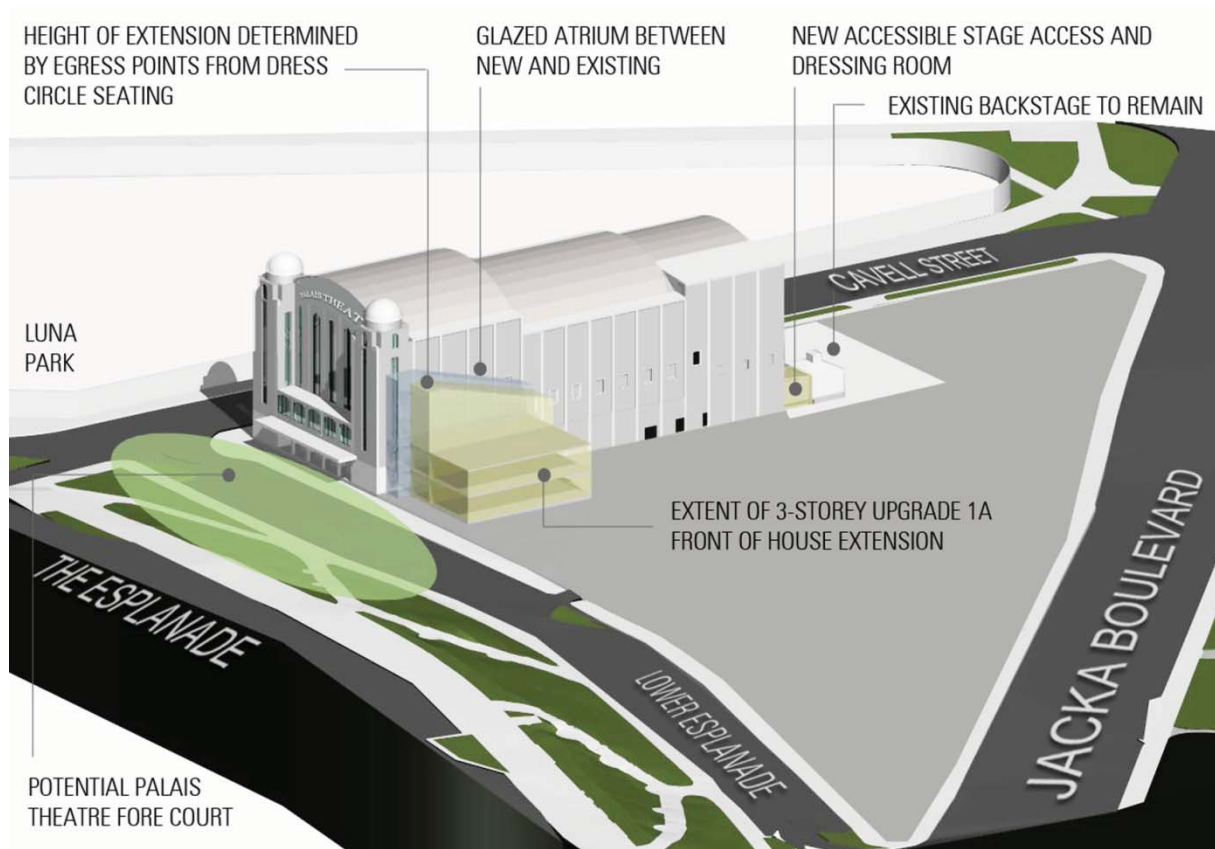 HEIGHT OF EXTENSION DETERMINED
BY EGRESS POINTS FROM DRESS
CIRCLE SEATING
GLAZED ATRIUM BETWEEN
NEW AND EXISTING
NEW ACCESSIBLE STAGE ACCESS AND
DRESSING ROOM
EXISTING BACKSTAGE TO REMAIN
CAVELL STREET
PALAIS THEAT
LUNA
PARK
EXTENT OF 3-STOREY UPGRADE 1A
FRONT OF HOUSE EXTENSION
THE ESPLANADE
LOWER ESPLANADE
JACKA BOULEVARD
POTENTIAL PALAIS
THEATRE FORE COURT